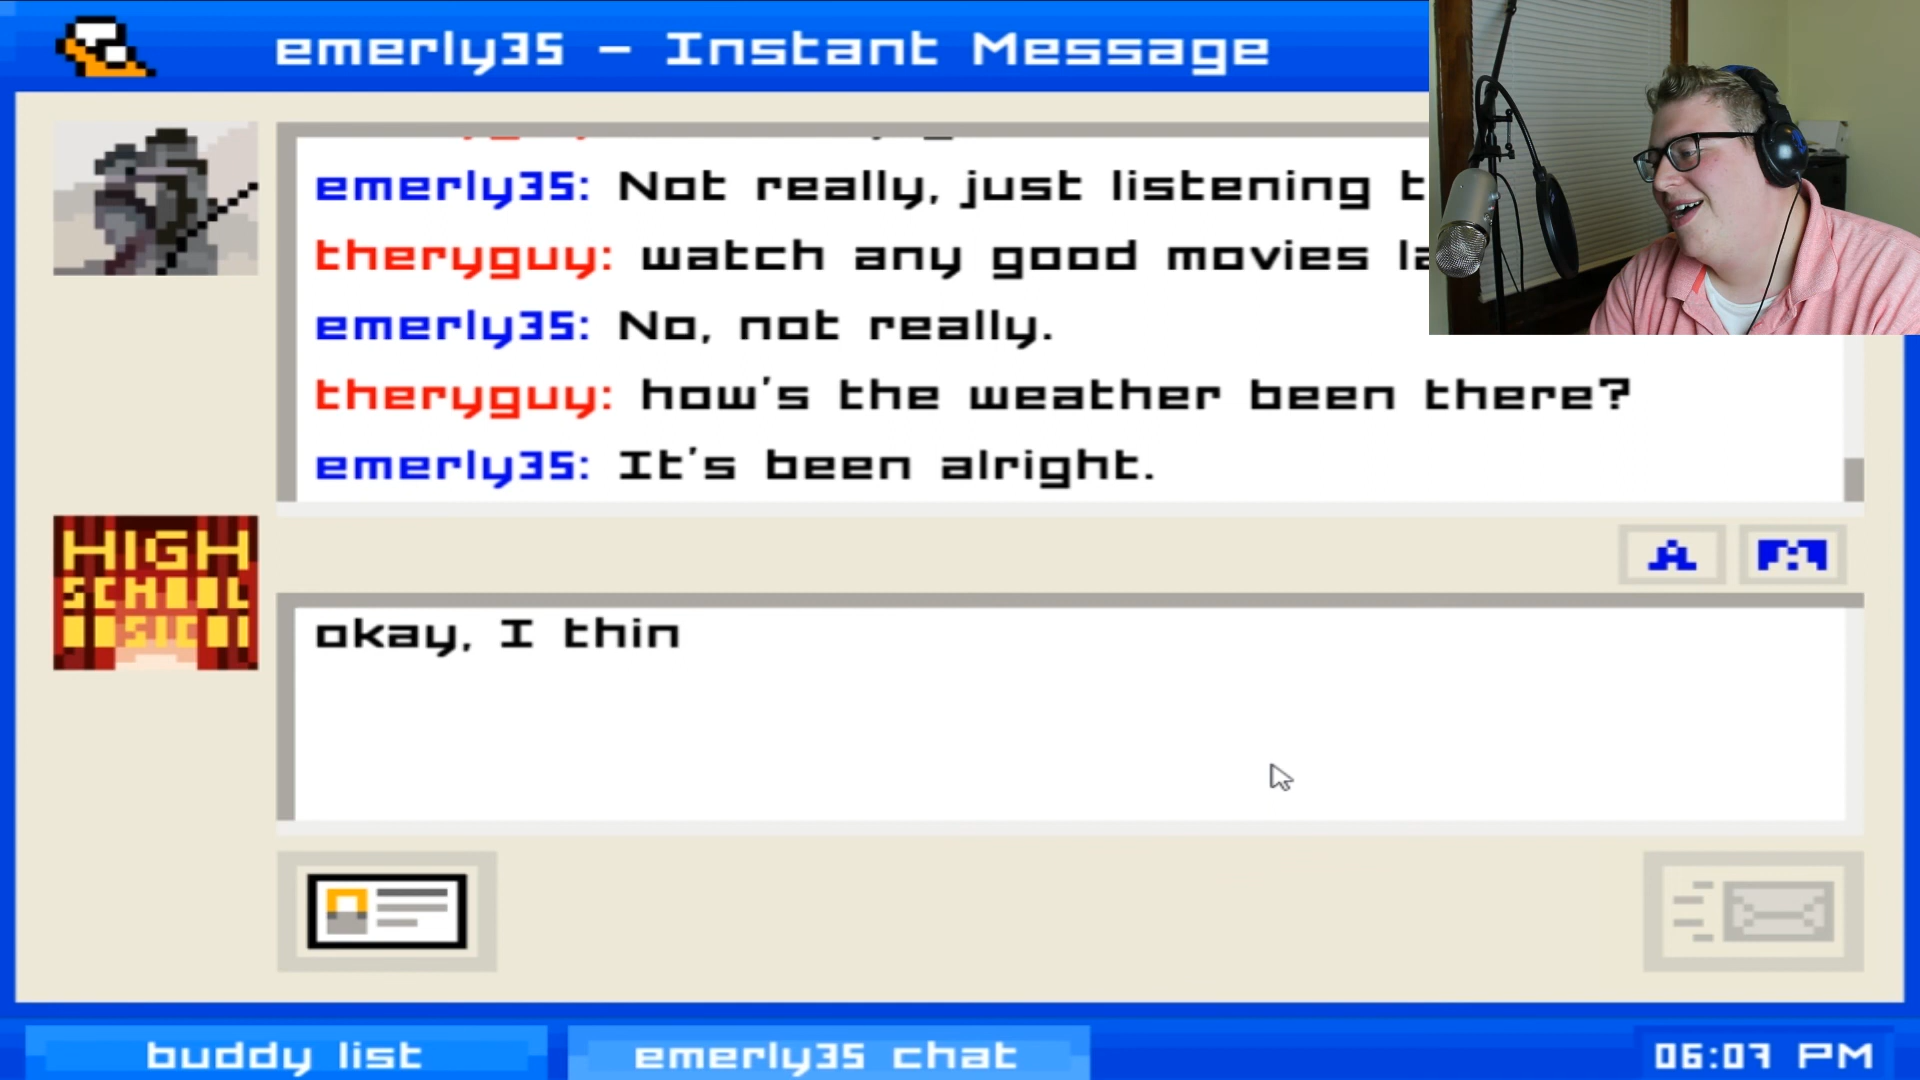 emerly35 - Instant Message
emerly35: Not really, just listening t
theryguy: watch any good movies la
emerly35: No, not really.
theryguy: how's the weather been there?
emerly35: It's been alright.
HIGH
SCHOOL
A
okay, I thin
buddy list
emerly35 chat
06:07 PM